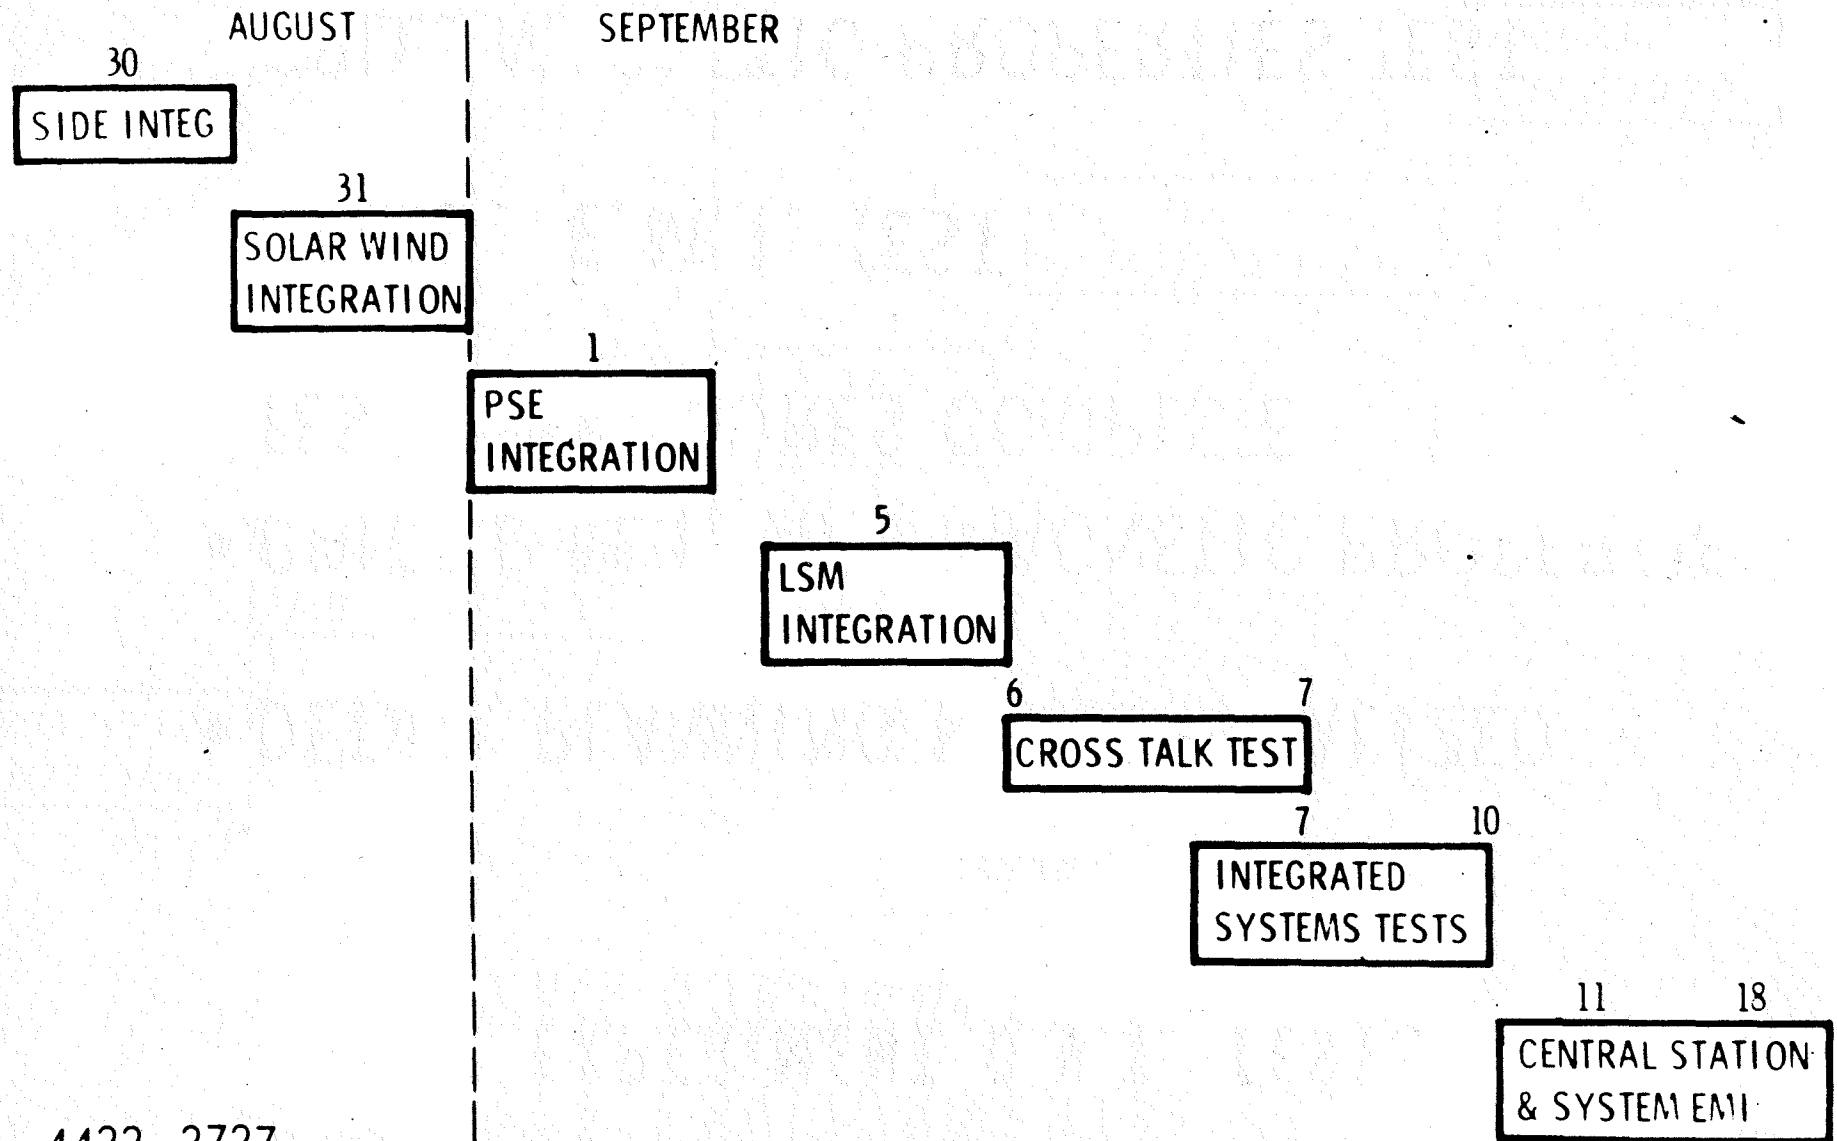 AUGUST SEPTEMBER
30
SIDE INTEG
31
SOLAR WIND
INTEGRATION
1
PSE
INTEGRATION
5
LSM
INTEGRATION
6 7
CROSS TALK TEST
7 10
INTEGRATED
SYSTEMS TESTS
11 18
CENTRAL STATION
& SYSTEM EMI